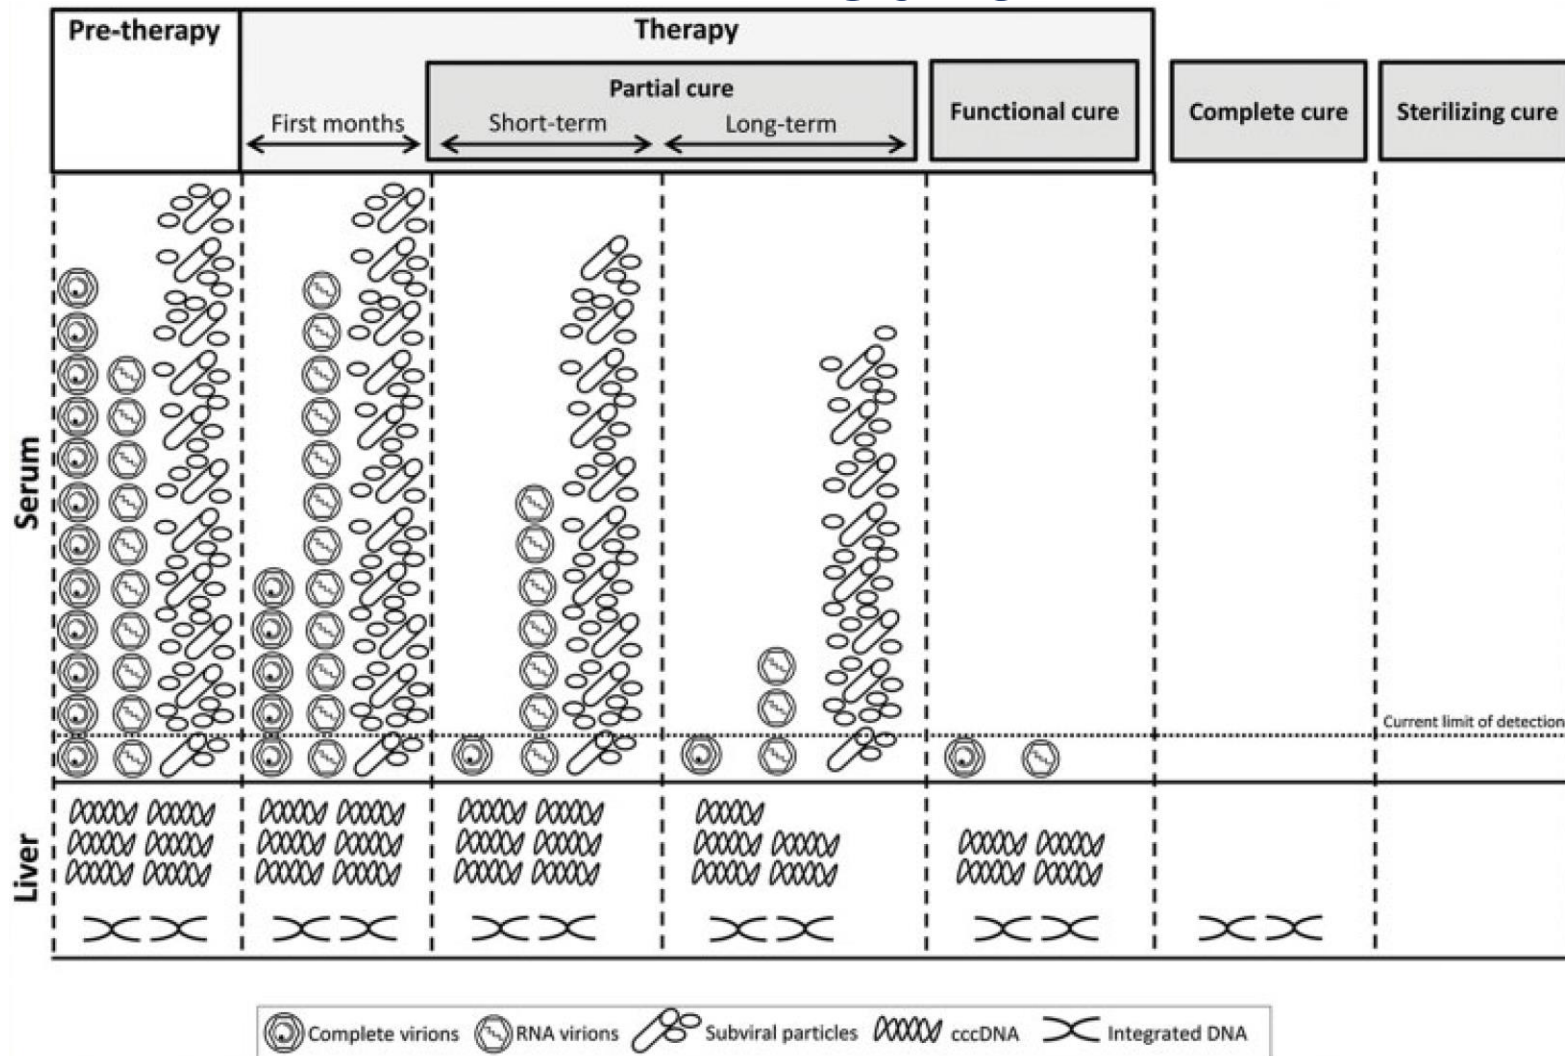 Pre-therapy
Therapy
Partial cure
First months
Short-term
Long-term
Functional cure
Complete cure
Sterilizing cure
Serum
Current limit of detection
Liver
Complete virions
RNA virions
Subviral particles
cccDNA
Integrated DNA